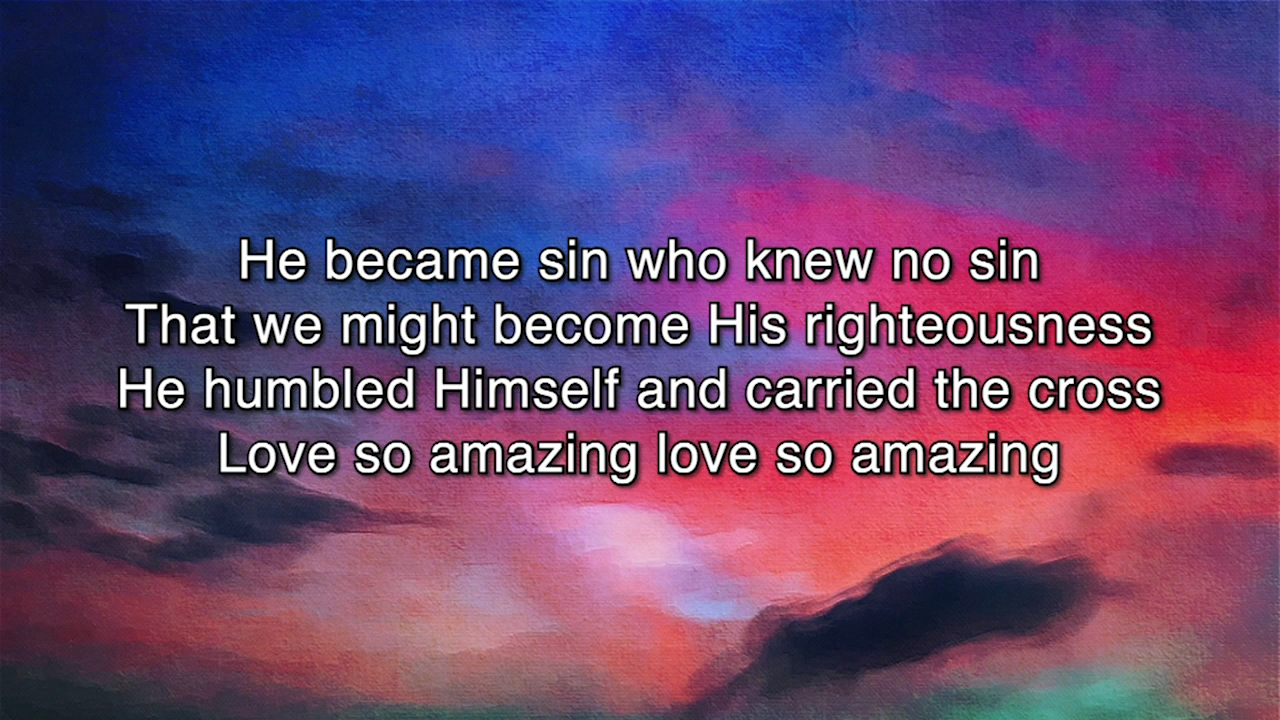 He became sin who knew no sin
That we might become His righteousness
He humbled Himself and carried the cross
Love so amazing love so amazing